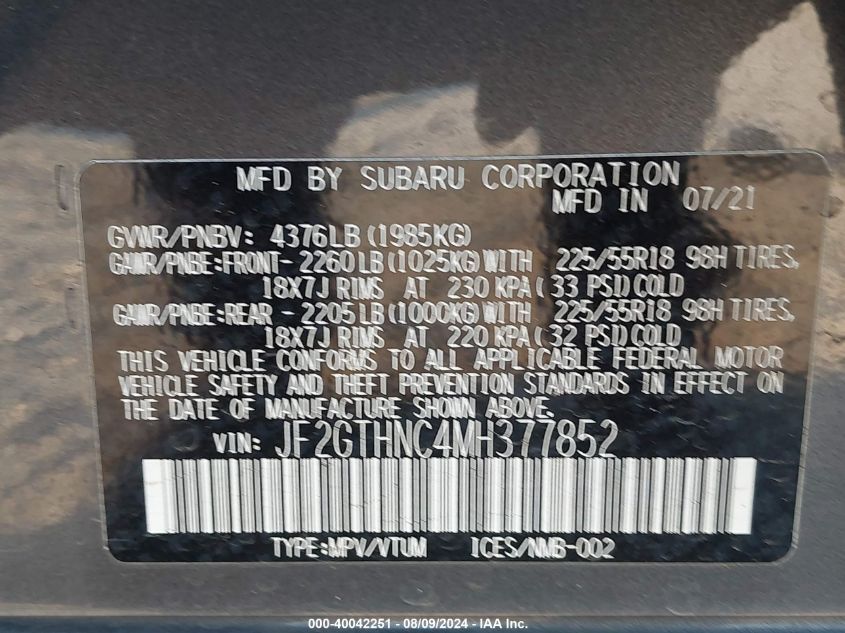 MFD BY SUBARU CORPORATION
MFD IN 07/21
GVWR/PNBV: 4376LB(1985KG)
GAWR/PNBE:FRONT-2260LB(1025KG)WITH 225/55R18 98H TIRES,
18X7J RIMS AT 230 KPA(33 PSI)COLD
GAWR/PNBE:REAR -2205LB(1000KG)WITH 225/55R18 98H TIRES,
18X7J RIMS AT 220 KPA(32 PSI)COLD
THIS VEHICLE CONFORMS TO ALL APPLICABLE FEDERAL MOTOR
VEHICLE SAFETY AND THEFT PREVENTION STANDARDS IN EFFECT ON
THE DATE OF MANUFACTURE SHOWN ABOVE.
VIN: JF2GTHNC4MH377852
TYPE:MPV/VTUM ICES/NMB-002
000-40042251 - 08/09/2024 - IAA Inc.